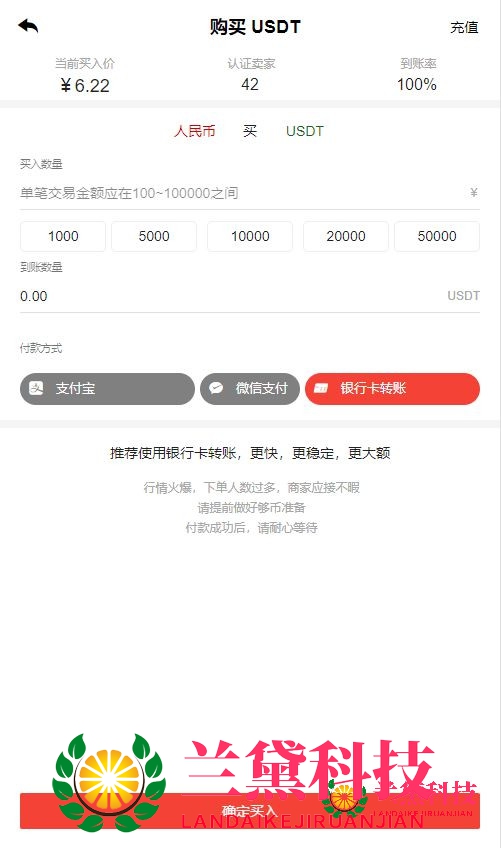 购买 USDT
充值
当前买入价 认证卖家 到账率
¥6.22 42 100%
人民币 买 USDT
买入数量
单笔交易金额应在100~100000之间 ¥
1000 5000 10000 20000 50000
到账数量
0.00 USDT
付款方式
支付宝 微信支付 银行卡转账
推荐使用银行卡转账，更快，更稳定，更大额
行情火爆，下单人数过多，商家应接不暇
请提前做好够币准备
付款成功后，请耐心等待
兰黛科技
兰黛科技
确定买入
LANDAIKEJIRUANJIAN
LANDAIKEJIRUANJIAN